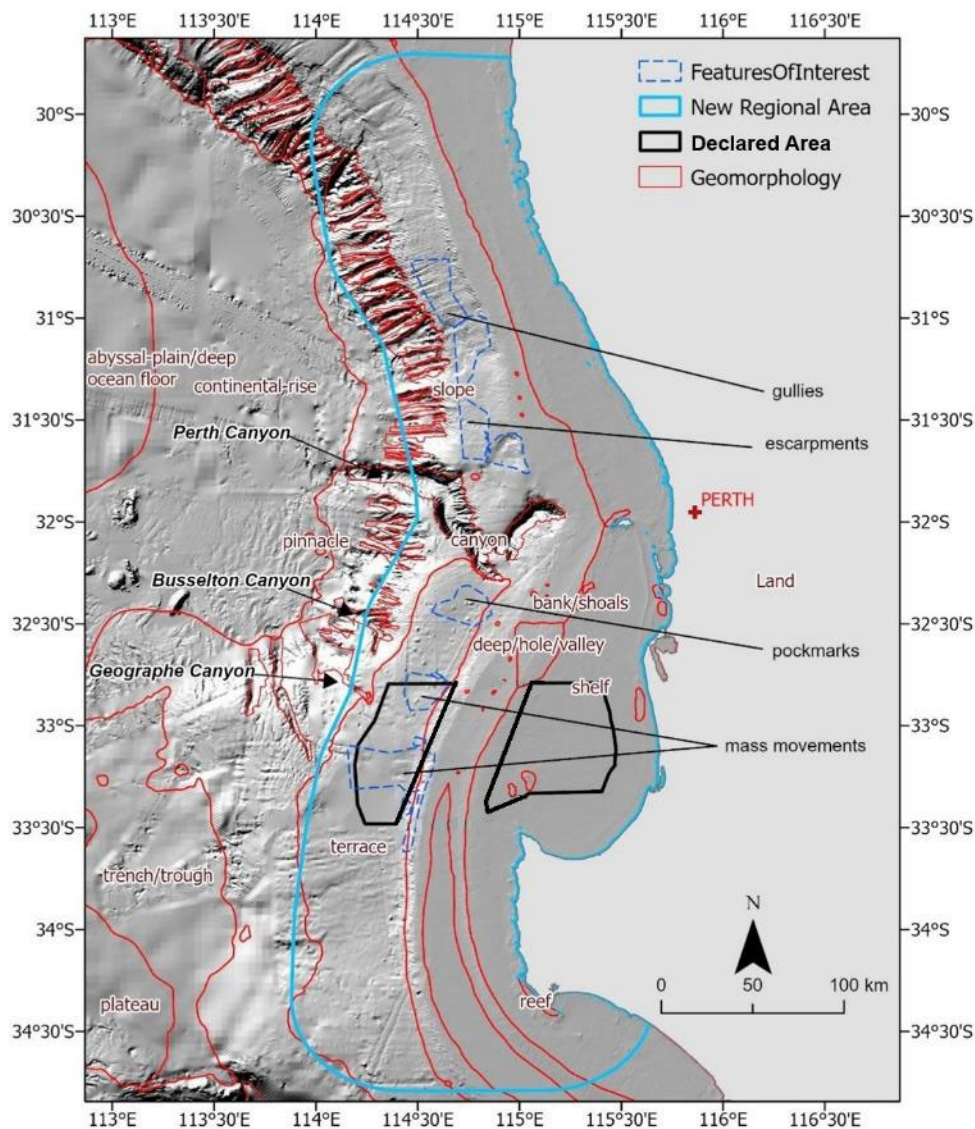 113°E 113°30'E 114°E 114°30'E 115°E 115°30'E 116°E 116°30'E
FeaturesOfInterest
New Regional Area
Declared Area
Geomorphology
30°S 30°S
30°30'S 30°30'S
31°S 31°S
abyssal-plain/deep
ocean floor
continental-rise
slope
gullies
31°30'S 31°30'S
escarpments
Perth Canyon
PERTH
32°S 32°S
pinnacle
canyon
Land
Busselton Canyon
bank/shoals
32°30'S 32°30'S
deep/hole/valley
pockmarks
Geographe Canyon
shelf
33°S 33°S
mass movements
33°30'S 33°30'S
terrace
trench/trough
34°S 34°S
N
0 50 100 km
plateau
reef
34°30'S 34°30'S
113°E 113°30'E 114°E 114°30'E 115°E 115°30'E 116°E 116°30'E